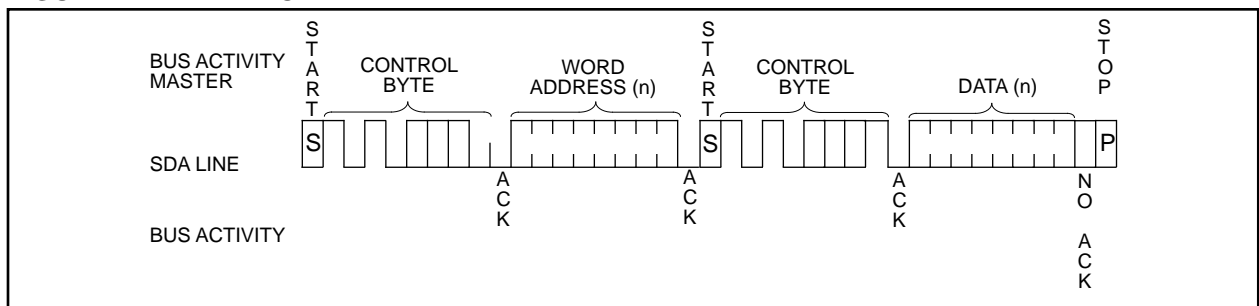 START
BUS ACTIVITY
MASTER
CONTROL
BYTE
WORD
ADDRESS (n)
START
CONTROL
BYTE
DATA (n)
STOP
SDA LINE
S
S
P
ACK
ACK
ACK
NO ACK
BUS ACTIVITY